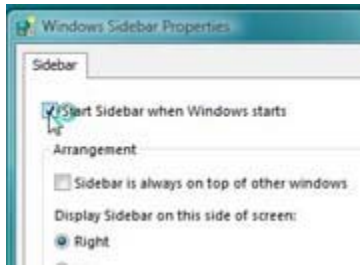 Windows Sidebar Properties
Sidebar
Start Sidebar when Windows starts
Arrangement
Sidebar is always on top of other windows
Display Sidebar on this side of screen:
Right